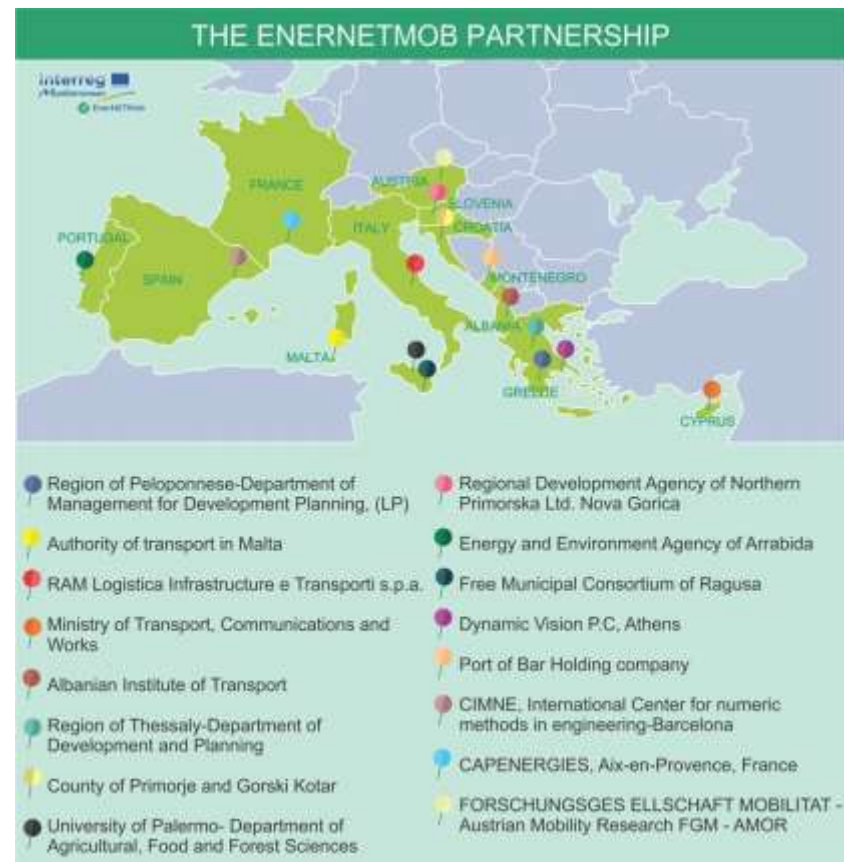 THE ENERNETMOB PARTNERSHIP
interreg
Mediterranean
EnerNETMob
FRANCE
AUSTRIA
SLOVENIA
CROATIA
ITALY
PORTUGAL
SPAIN
MONTENEGRO
ALBANIA
MALTA
GREECE
CYPRUS
Region of Peloponnese-Department of
Management for Development Planning, (LP)
Authority of transport in Malta
RAM Logistica Infrastructure e Transporti s.p.a.
Ministry of Transport, Communications and
Works
Albanian Institute of Transport
Region of Thessaly-Department of
Development and Planning
County of Primorje and Gorski Kotar
University of Palermo- Department of
Agricultural, Food and Forest Sciences
Regional Development Agency of Northern
Primorska Ltd. Nova Gorica
Energy and Environment Agency of Arrabida
Free Municipal Consortium of Ragusa
Dynamic Vision P.C, Athens
Port of Bar Holding company
CIMNE, International Center for numeric
methods in engineering-Barcelona
CAPENERGIES, Aix-en-Provence, France
FORSCHUNGSGES ELLSCHAFT MOBILITAT -
Austrian Mobility Research FGM - AMOR